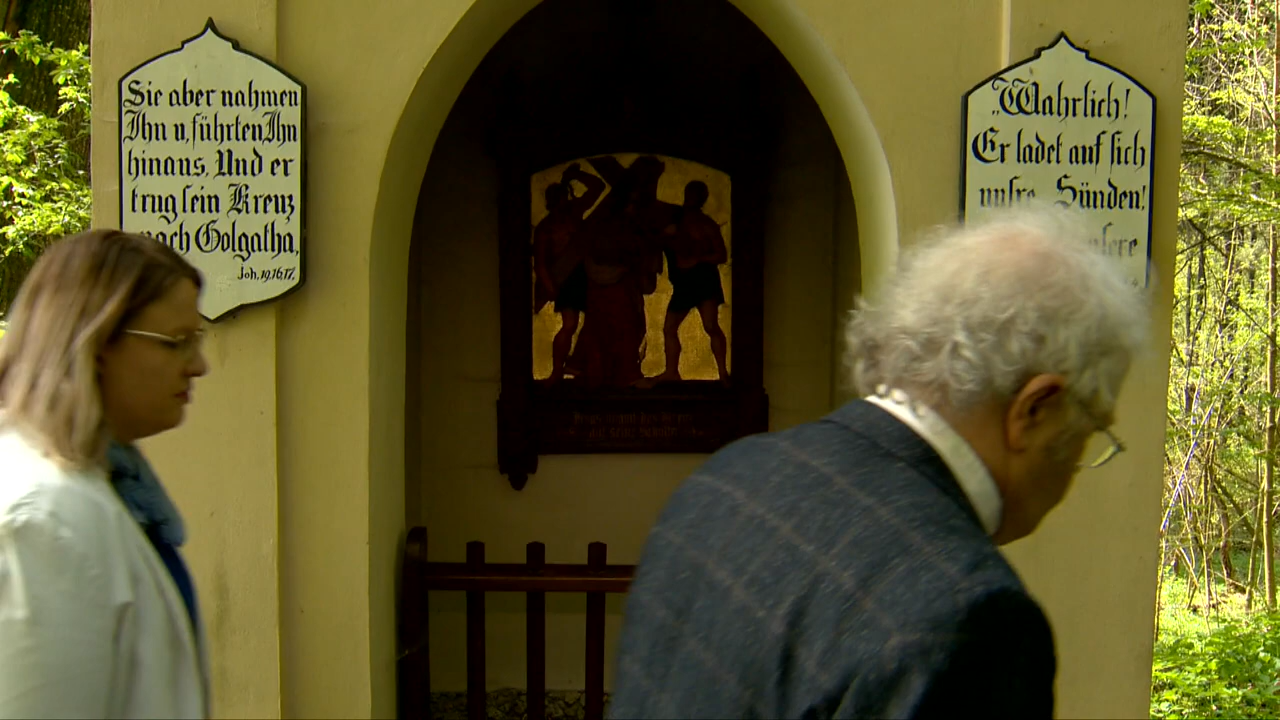 Sie aber nahmen
Ihn u. führten Ihn
hinaus. Und er
trug sein Kreuz
nach Golgatha.
Joh. 19.16.17.
„Wahrlich!
Er ladet auf sich
unsre Sünden!